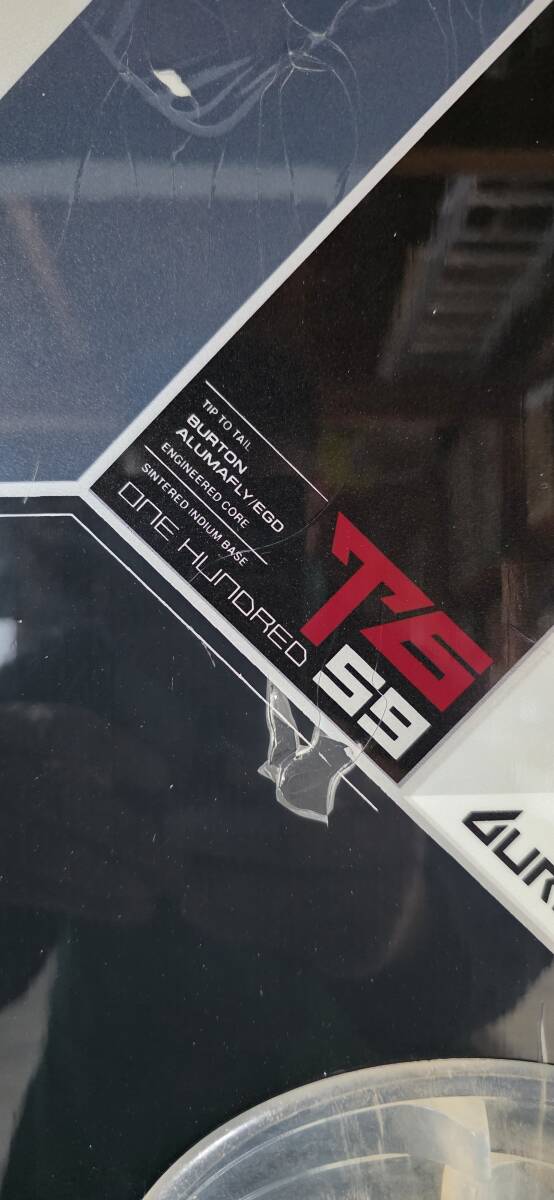 TIP TO TAIL
BURTON
ALUMAFLY/EGD
ENGINEERED CORE
SINTERED INDIUM BASE
ONE HUNDRED
T6
59